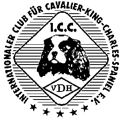 INTERNATIONALER CLUB FÜR CAVALIER-KING-CHARLES-SPANIEL E.V.
I.C.C.
VDH